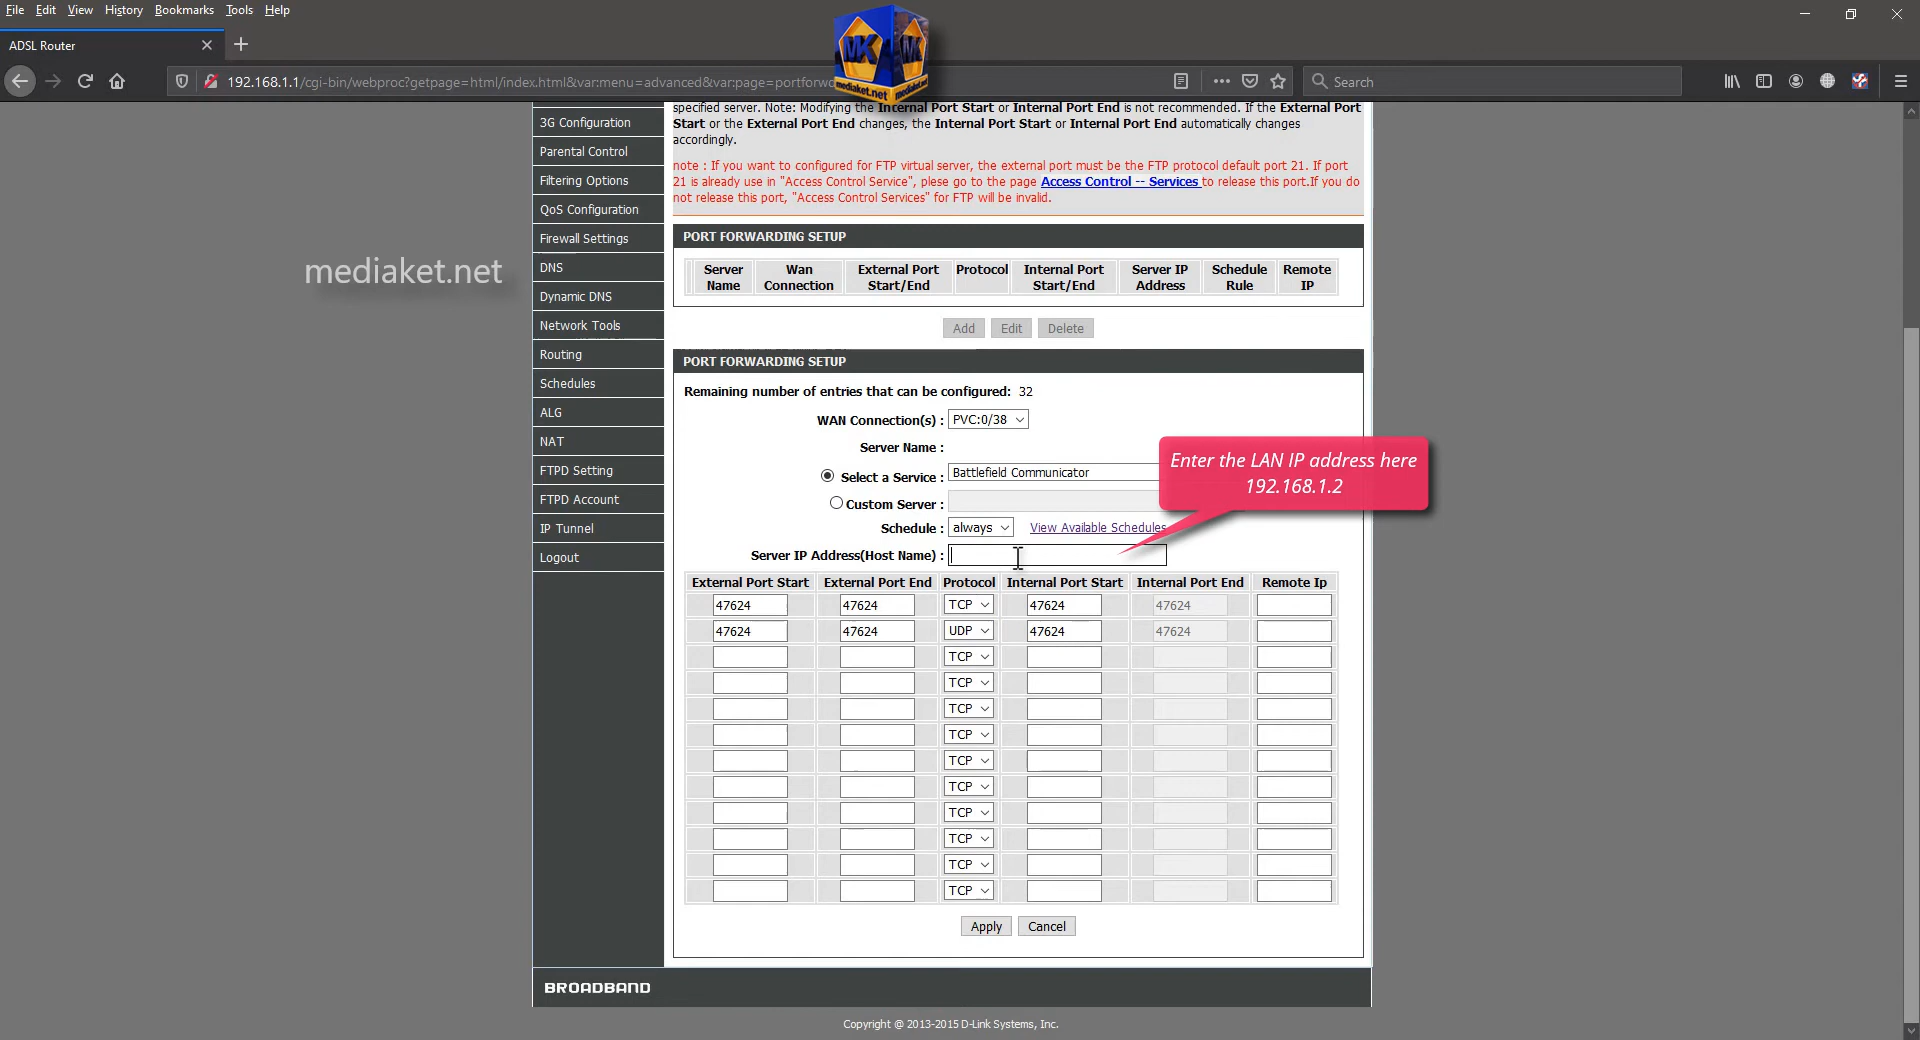 File Edit View History Bookmarks Tools Help
ADSL Router
192.168.1.1/cgi-bin/webproc?getpage=html/index.html&var:menu=advanced&var:page=portforw
Search
MK
mediaket.net
mediaket.net
specified server. Note: Modifying the Internal Port Start or Internal Port End is not recommended. If the External Port
Start or the External Port End changes, the Internal Port Start or Internal Port End automatically changes
accordingly.
note : If you want to configured for FTP virtual server, the external port must be the FTP protocol default port 21. If port
21 is already use in "Access Control Service", plese go to the page Access Control -- Services to release this port.If you do
not release this port, "Access Control Services" for FTP will be invalid.
3G Configuration
Parental Control
Filtering Options
QoS Configuration
Firewall Settings
DNS
Dynamic DNS
Network Tools
Routing
Schedules
ALG
NAT
FTPD Setting
FTPD Account
IP Tunnel
Logout
mediaket.net
PORT FORWARDING SETUP
Server Name Wan Connection External Port Start/End Protocol Internal Port Start/End Server IP Address Schedule Rule Remote IP
Add Edit Delete
PORT FORWARDING SETUP
Remaining number of entries that can be configured: 32
WAN Connection(s) : PVC:0/38
Server Name :
Select a Service : Battlefield Communicator
Custom Server :
Schedule : always View Available Schedules
Server IP Address(Host Name) :
Enter the LAN IP address here
192.168.1.2
External Port Start External Port End Protocol Internal Port Start Internal Port End Remote Ip
47624 47624 TCP 47624 47624
47624 47624 UDP 47624 47624
TCP
TCP
TCP
TCP
TCP
TCP
TCP
TCP
TCP
TCP
Apply Cancel
BROADBAND
Copyright @ 2013-2015 D-Link Systems, Inc.